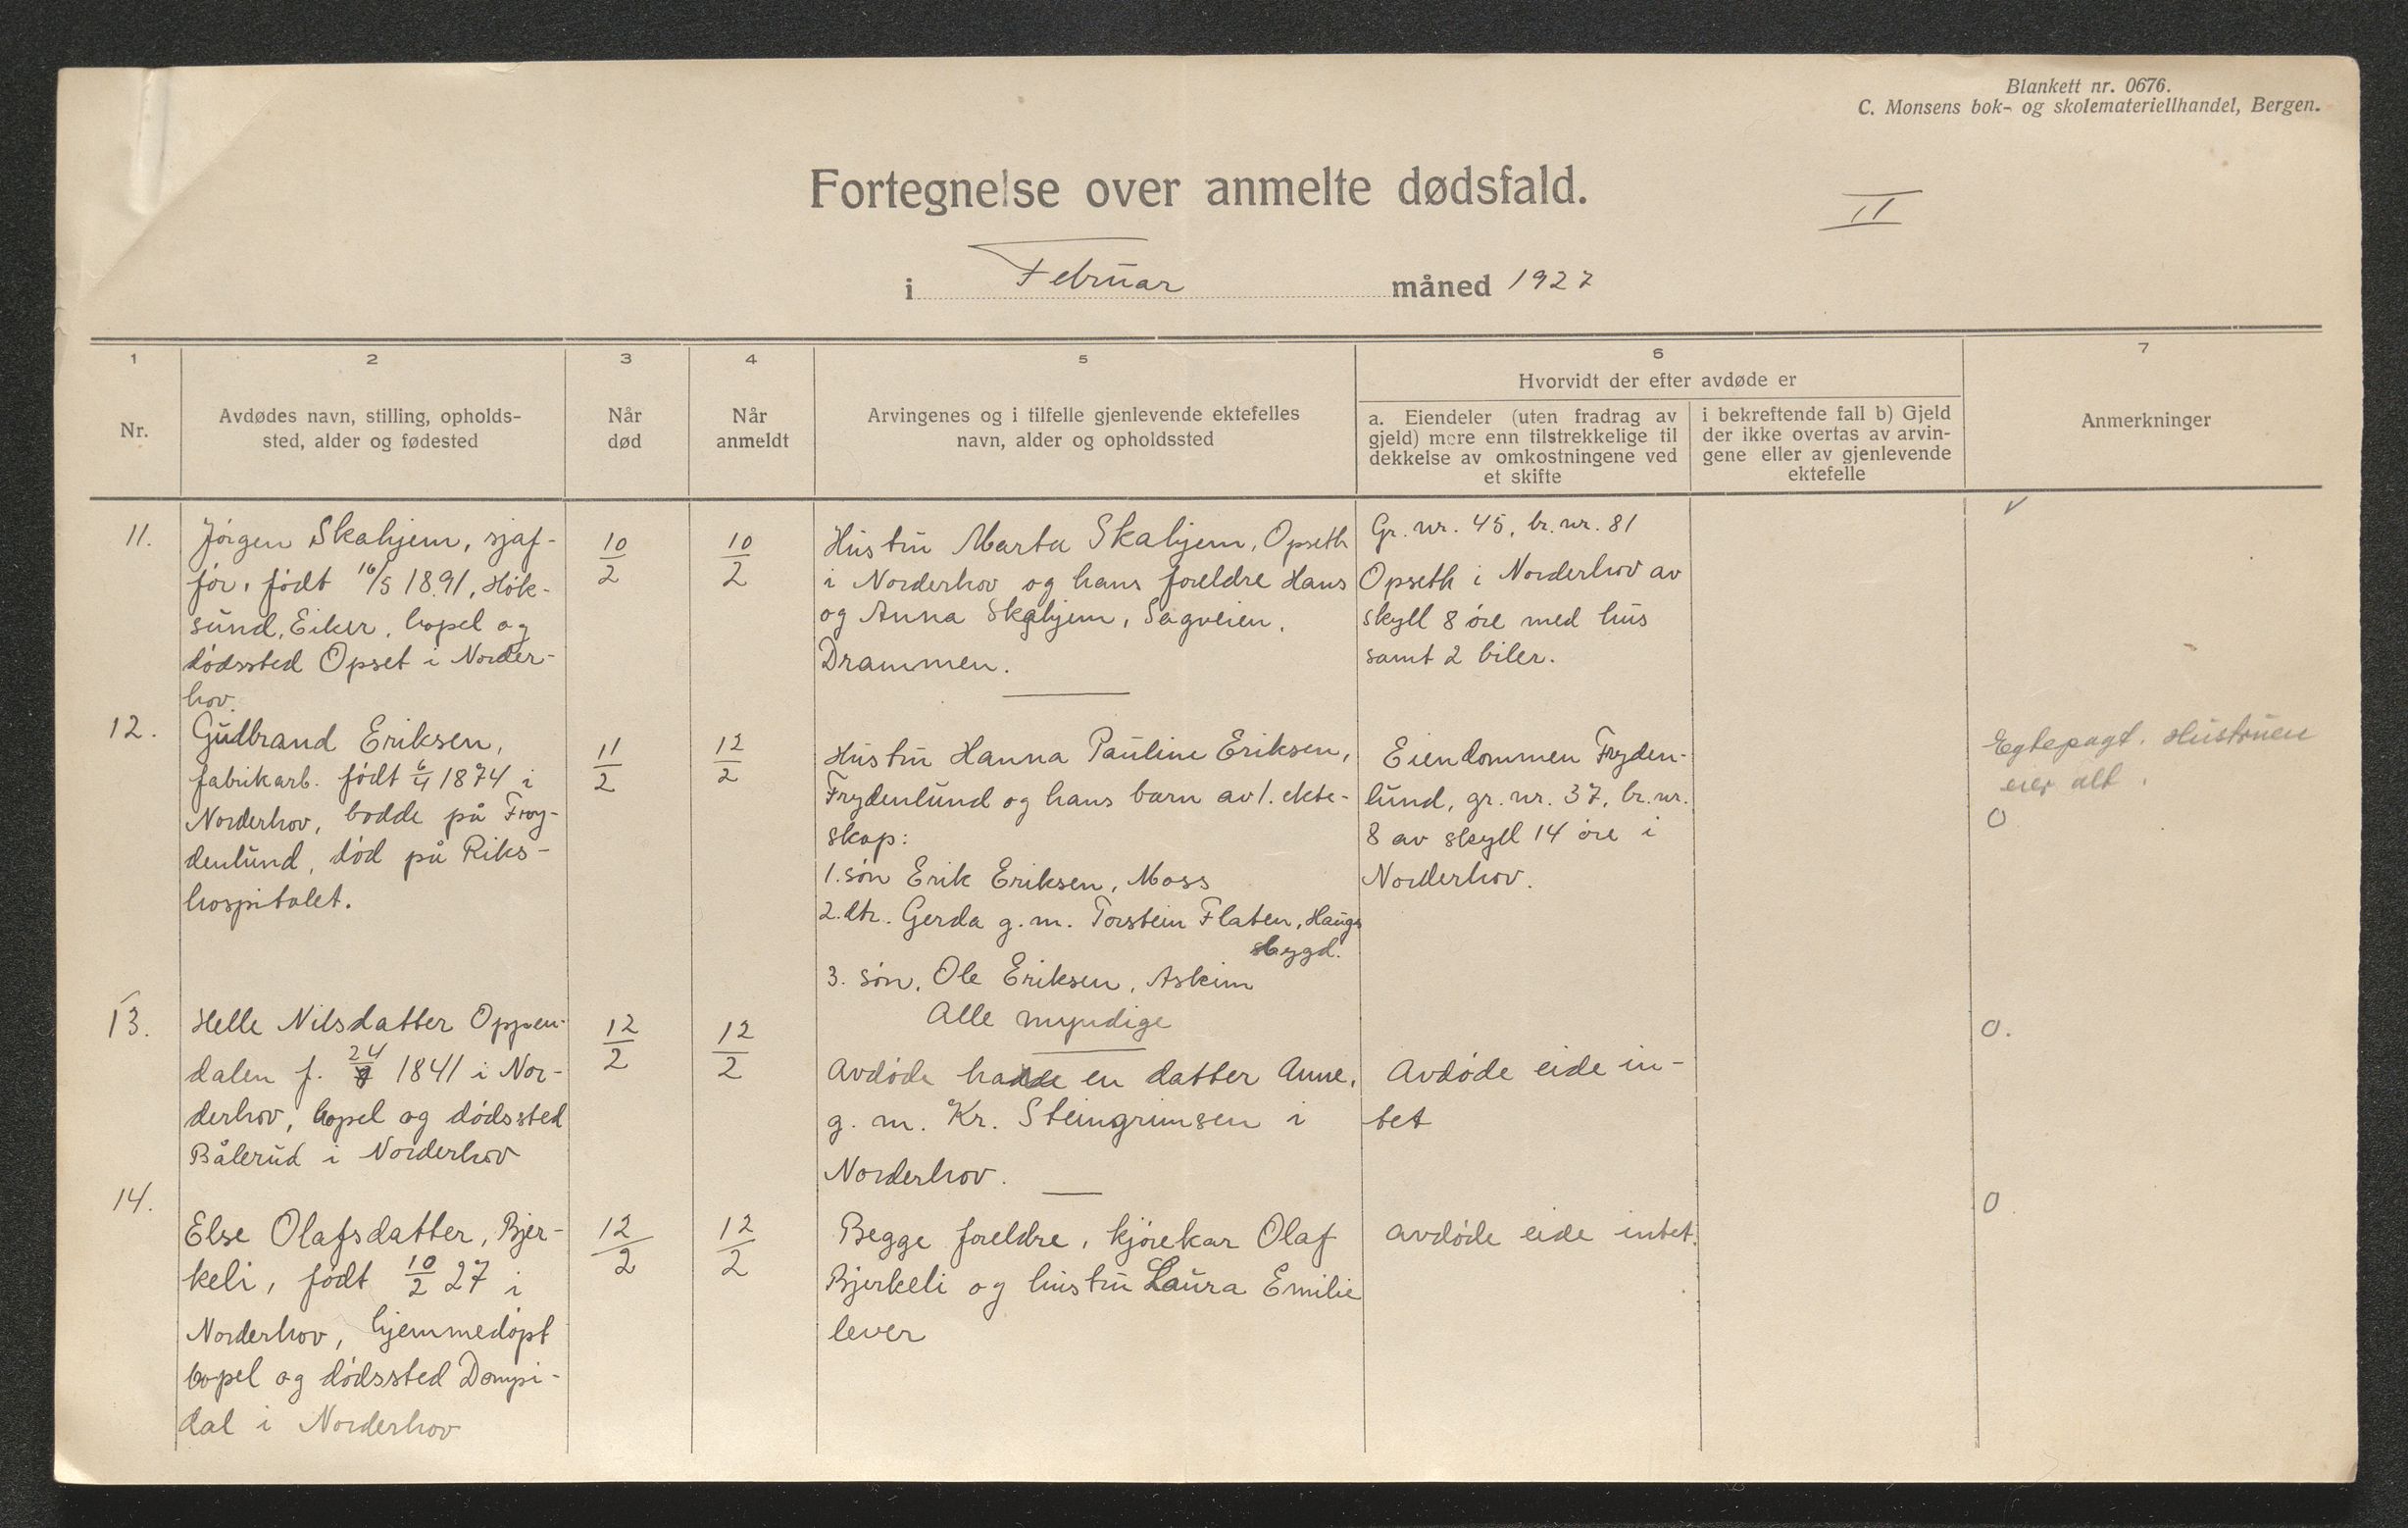 Blankett nr. 0676.
C. Monsens bok- og skolemateriellhandel, Bergen.
Fortegnelse over anmelte dødsfald.
II
i Februar måned 1927
1
2
3
4
5
6
7
Nr.
Avdødes navn, stilling, opholds-
sted, alder og fødested
Når
død
Når
anmeldt
Arvingenes og i tilfelle gjenlevende ektefelles
navn, alder og opholdssted
Hvorvidt der efter avdøde er
a. Eiendeler (uten fradrag av
gjeld) mere enn tilstrekkelige til
dekkelse av omkostningene ved
et skifte
i bekreftende fall b) Gjeld
der ikke overtas av arvin-
gene eller av gjenlevende
ektefelle
Anmerkninger
11.
Jørgen Skahjem, sjaf-
før, født 16/5 1891, Høk-
sund, Eiker, bopel og
dødssted Opset i Norder-
hov.
10/2
10/2
Hustru Marta Skahjem, Opseth
i Norderhov og hans foreldre Hans
og Anna Skahjem, Sagveien,
Drammen.
Gr. nr. 45, br. nr. 81
Opseth i Norderhov av
skyll 8 øre med hus
samt 2 biler.
✓
12.
Gudbrand Eriksen,
fabrikarb. født 6/4 1874 i
Norderhov, bodde på Fry-
denlund, død på Riks-
hospitalet.
11/2
12/2
Hustru Hanna Pauline Eriksen,
Frydenlund og hans barn av 1. ekte-
skap:
1. søn Erik Eriksen, Moss
2. dtr. Gerda g. m. Torstein Flaten, Haugs
bygd.
3. søn, Ole Eriksen, Askim
Alle myndige
Eiendommen Fryden-
lund, gr. nr. 37, br. nr.
8 av skyll 14 øre i
Norderhov.
Egtepagt. Hustruen
eier alt.
0
13.
Helle Nilsdatter Oppen-
dalen f. 24/9 1841 i Nor-
derhov, bopel og dødssted
Bålerud i Norderhov
12/2
12/2
Avdøde hadde en datter Anne,
g. m. Kr. Steingrimsen i
Norderhov.
Avdøde eide in-
tet
0.
14.
Else Olafsdatter, Bjer-
keli, født 10/2 27 i
Norderhov, hjemmedøpt
bopel og dødssted Dompi-
dal i Norderhov
12/2
12/2
Begge foreldre, kjørekar Olaf
Bjerkeli og hustru Laura Emilie
lever
Avdøde eide intet.
0.